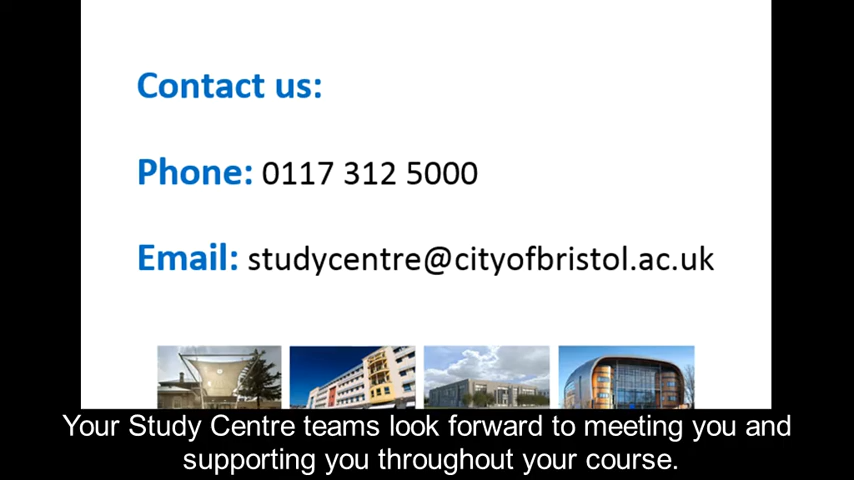 Contact us:
Phone: 0117 312 5000
Email: studycentre@cityofbristol.ac.uk
Your Study Centre teams look forward to meeting you and
supporting you throughout your course.